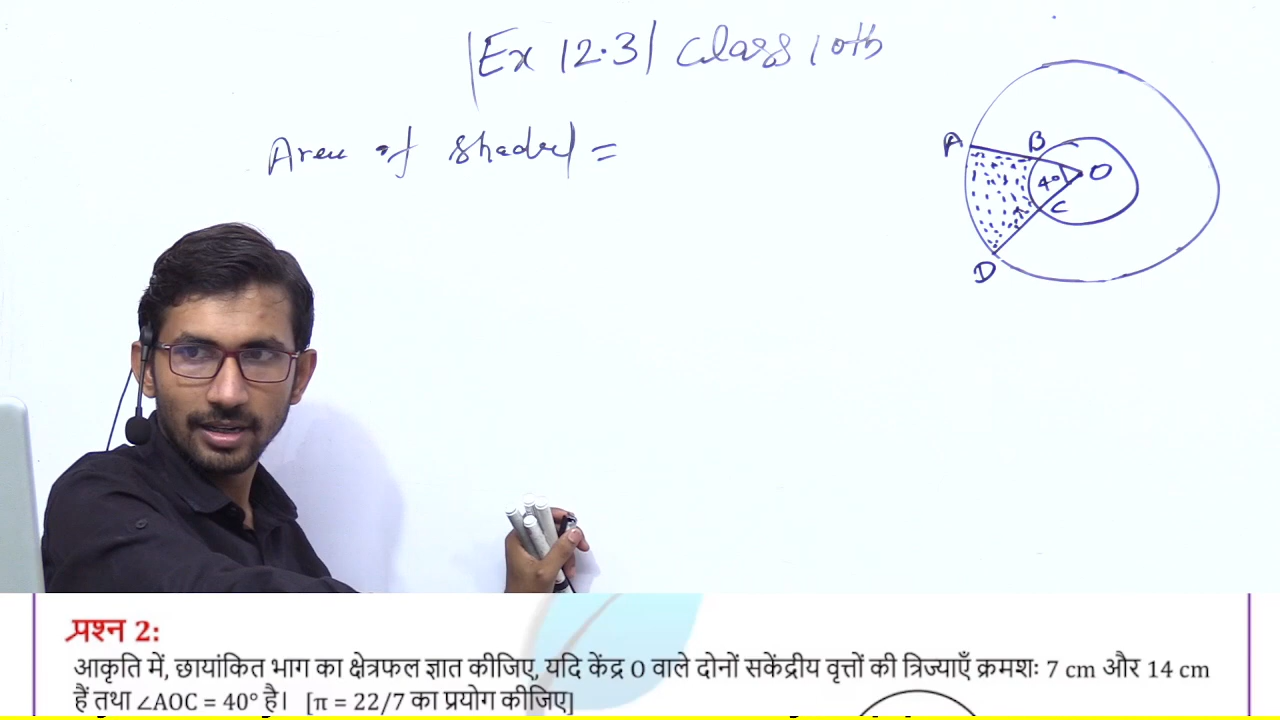 |Ex 12.3| Class 10th
Area of shaded =
A
B
40
O
C
D
प्रश्न 2:
आकृति में, छायांकित भाग का क्षेत्रफल ज्ञात कीजिए, यदि केंद्र O वाले दोनों सकेंद्रीय वृत्तों की त्रिज्याएँ क्रमशः 7 cm और 14 cm
हैं तथा ∠AOC = 40° है। [π = 22/7 का प्रयोग कीजिए]